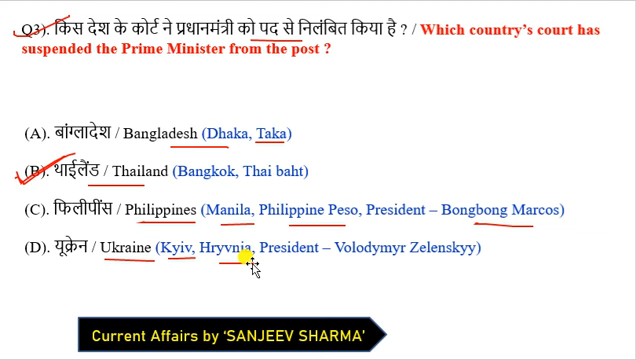 Q3). किस देश के कोर्ट ने प्रधानमंत्री को पद से निलंबित किया है ? / Which country's court has
suspended the Prime Minister from the post ?
(A). बांग्लादेश / Bangladesh (Dhaka, Taka)
(B). थाईलैंड / Thailand (Bangkok, Thai baht)
(C). फिलीपींस / Philippines (Manila, Philippine Peso, President – Bongbong Marcos)
(D). यूक्रेन / Ukraine (Kyiv, Hryvnia, President – Volodymyr Zelenskyy)
Current Affairs by ‘SANJEEV SHARMA’